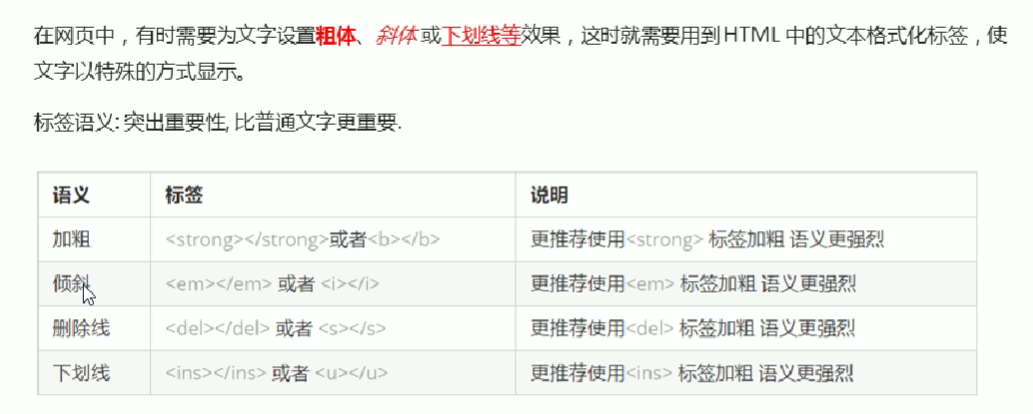 在网页中，有时需要为文字设置粗体、斜体或下划线等效果，这时就需要用到HTML 中的文本格式化标签，使
文字以特殊的方式显示。
标签语义: 突出重要性, 比普通文字更重要.
语义 标签 说明
加粗 <strong></strong>或者<b></b> 更推荐使用<strong> 标签加粗 语义更强烈
倾斜 <em></em> 或者 <i></i> 更推荐使用<em> 标签加粗 语义更强烈
删除线 <del></del> 或者 <s></s> 更推荐使用<del> 标签加粗 语义更强烈
下划线 <ins></ins> 或者 <u></u> 更推荐使用<ins> 标签加粗 语义更强烈